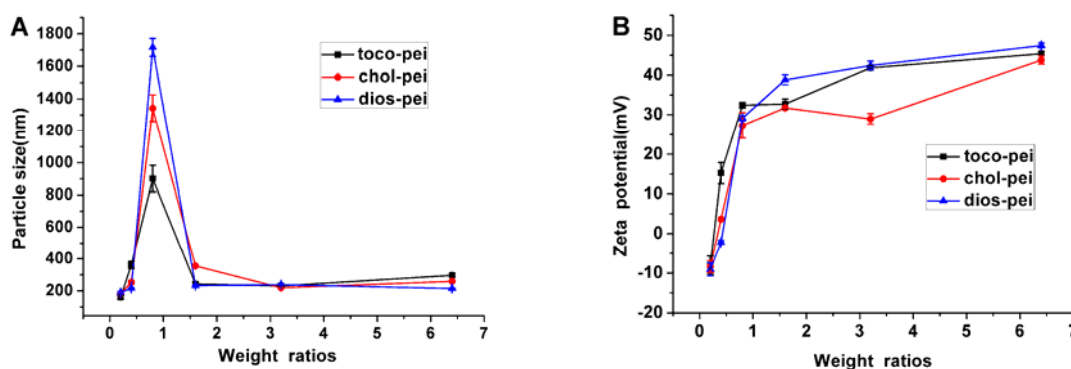 A
Particle size(nm)
1800
1600
1400
1200
1000
800
600
400
200
0 1 2 3 4 5 6 7
Weight ratios
toco-pei
chol-pei
dios-pei
B
Zeta potential(mV)
50
40
30
20
10
0
-10
-20
0 1 2 3 4 5 6 7
Weight ratios
toco-pei
chol-pei
dios-pei